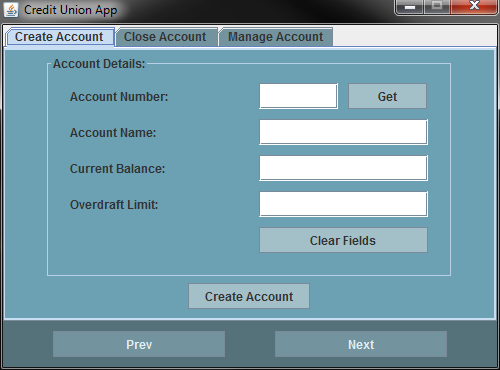 Credit Union App
Create Account Close Account Manage Account
Account Details:
Account Number: Get
Account Name:
Current Balance:
Overdraft Limit:
Clear Fields
Create Account
Prev Next